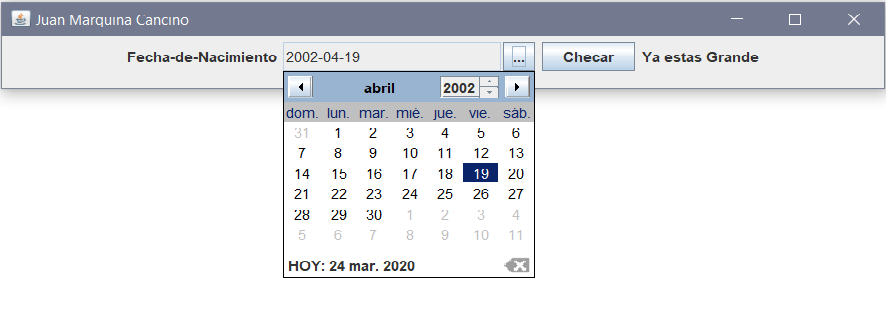 Juan Marquina Cancino
Fecha-de-Nacimiento 2002-04-19 ... Checar Ya estas Grande
abril 2002
dom. lun. mar. mié. jue. vie. sáb.
31 1 2 3 4 5 6
7 8 9 10 11 12 13
14 15 16 17 18 19 20
21 22 23 24 25 26 27
28 29 30 1 2 3 4
5 6 7 8 9 10 11
HOY: 24 mar. 2020